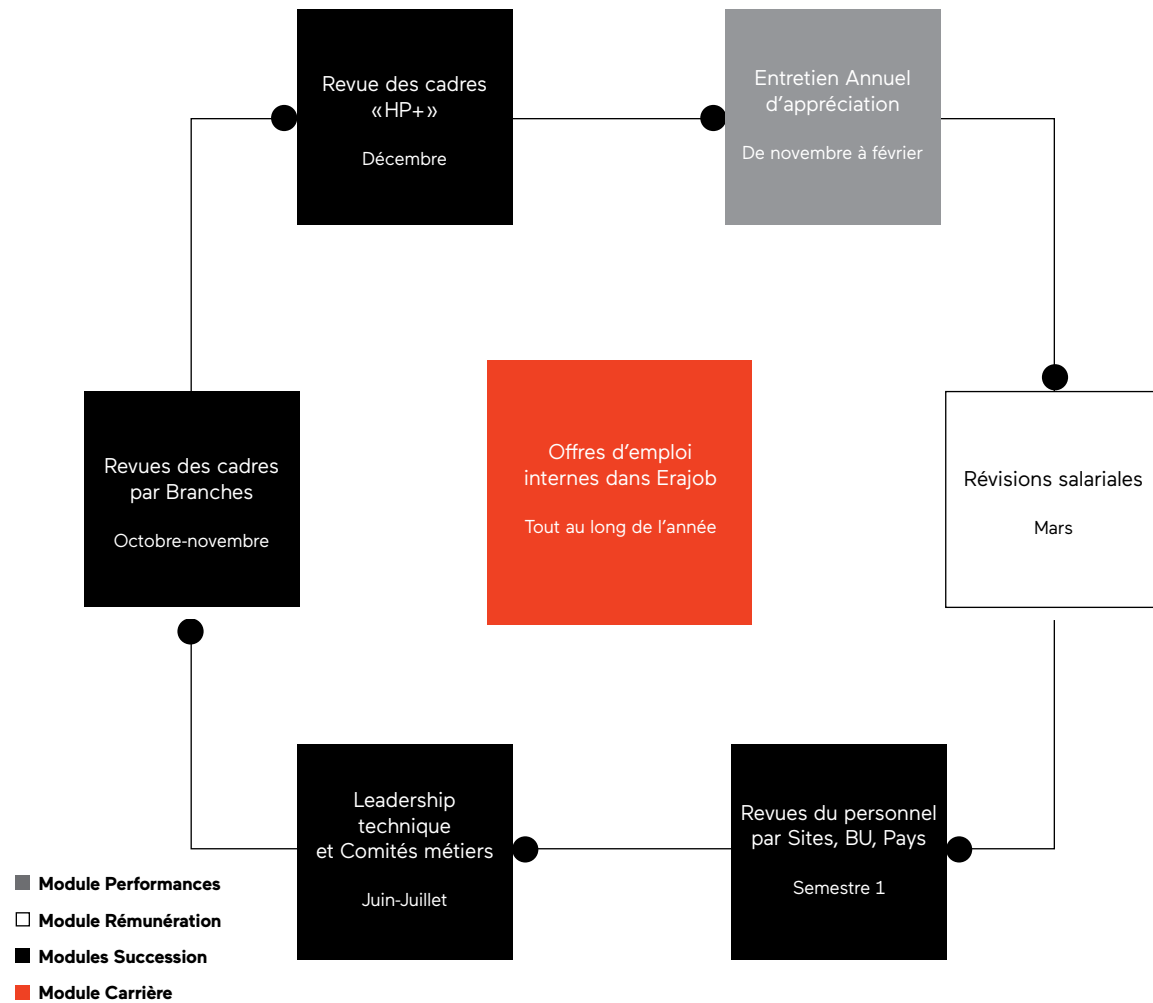 Revue des cadres
«HP+»
Décembre
Entretien Annuel
d’appréciation
De novembre à février
Revues des cadres
par Branches
Octobre-novembre
Offres d’emploi
internes dans Erajob
Tout au long de l’année
Révisions salariales
Mars
Leadership
technique
et Comités métiers
Juin-Juillet
Revues du personnel
par Sites, BU, Pays
Semestre 1
Module Performances
Module Rémunération
Modules Succession
Module Carrière